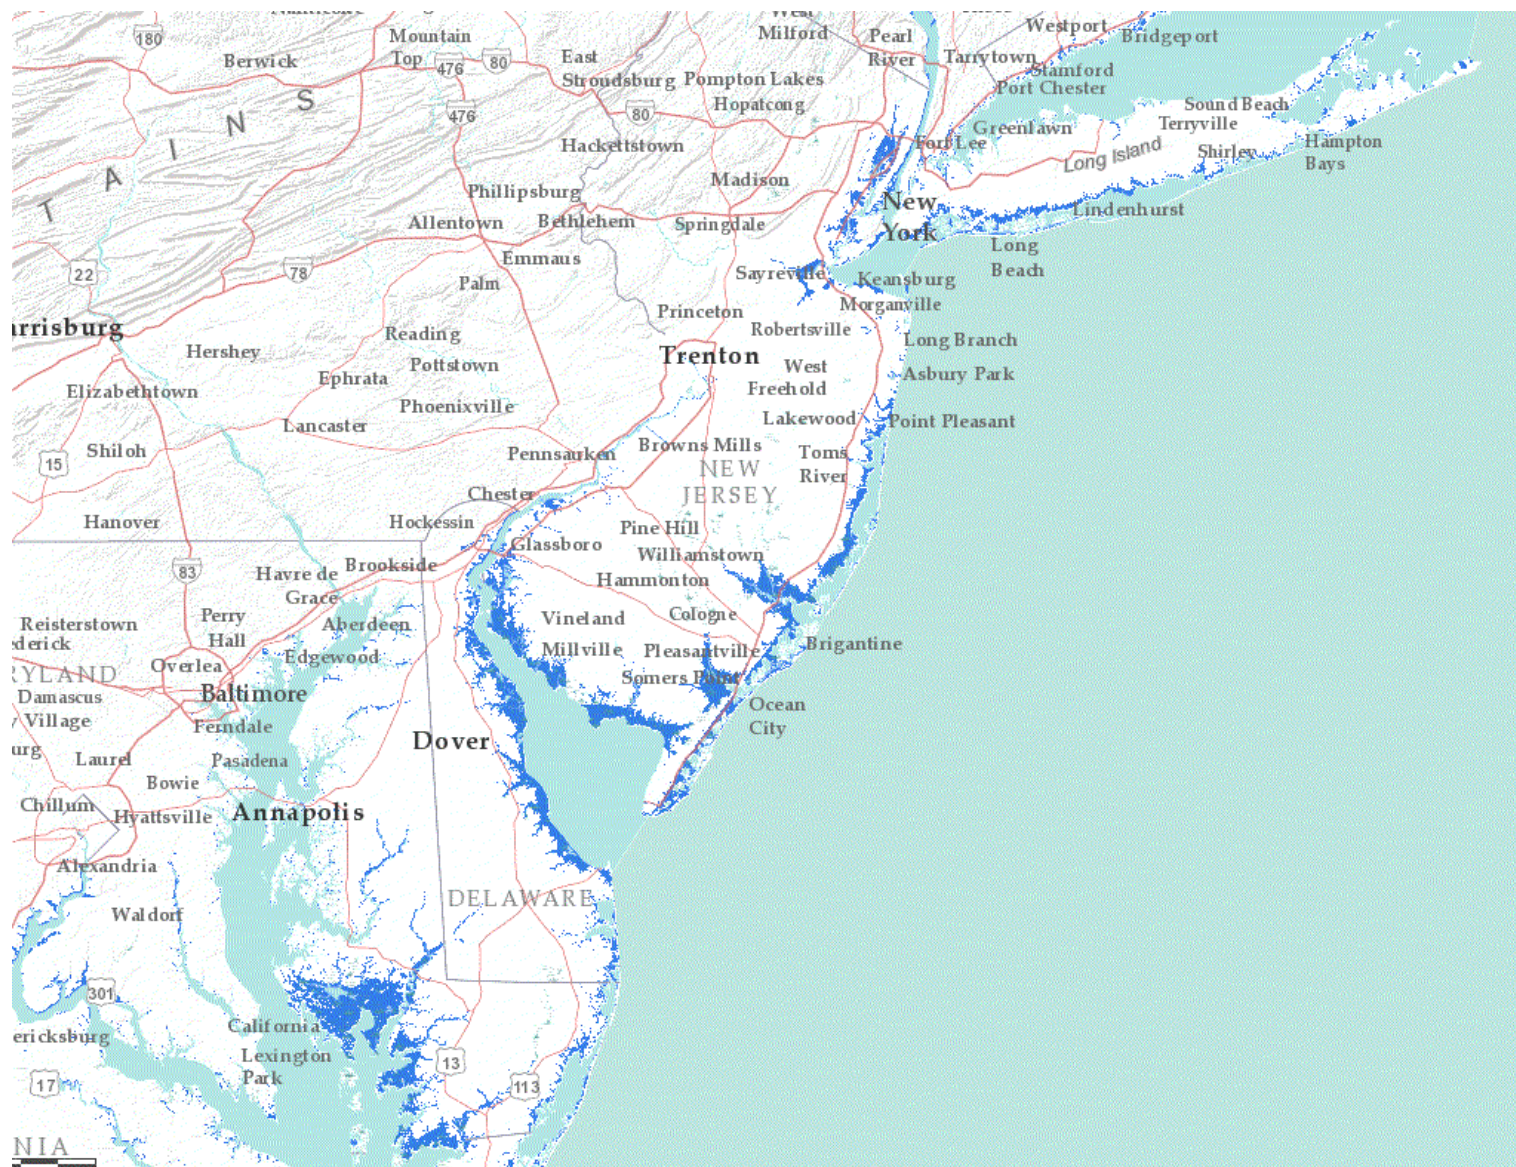 180
Berwick
Mountain
Top
476
80
East
Stroudsburg
476
West
Milford
Pearl
River
Tarrytown
Westport
Bridgeport
Stamford
Port Chester
Pompton Lakes
Hopatcong
80
Hackettstown
Sound Beach
Terryville
Greenlawn
Fort Lee
Long Island
Shirley
Hampton
Bays
T A I N S
Madison
Phillipsburg
Allentown
Bethlehem
Springdale
New
York
Lindenhurst
Long
Beach
Emmaus
22
78
Palm
Sayreville
Keansburg
Morganville
Princeton
Robertsville
arrisburg
Hershey
Reading
Pottstown
Trenton
Long Branch
West
Freehold
Asbury Park
Ephrata
Elizabethtown
Phoenixville
Lakewood
Point Pleasant
Lancaster
Shiloh
15
Pennsauken
Browns Mills
NEW
JERSEY
Toms
River
Chester
Hanover
Hockessin
Pine Hill
Glassboro
Williamstown
83
Havre de
Grace
Brookside
Hammonton
Perry
Hall
Reisterstown
ederick
Aberdeen
Vineland
Cologne
Edgewood
Millville
Pleasantville
Brigantine
Overlea
RYLAND
Somers Point
Baltimore
Damascus
y Village
Ocean
City
Ferndale
Dover
urg
Laurel
Pasadena
Bowie
Chillum
Hyattsville
Annapolis
Alexandria
DELAWARE
Waldorf
301
California
ericksburg
Lexington
Park
13
17
113
NIA